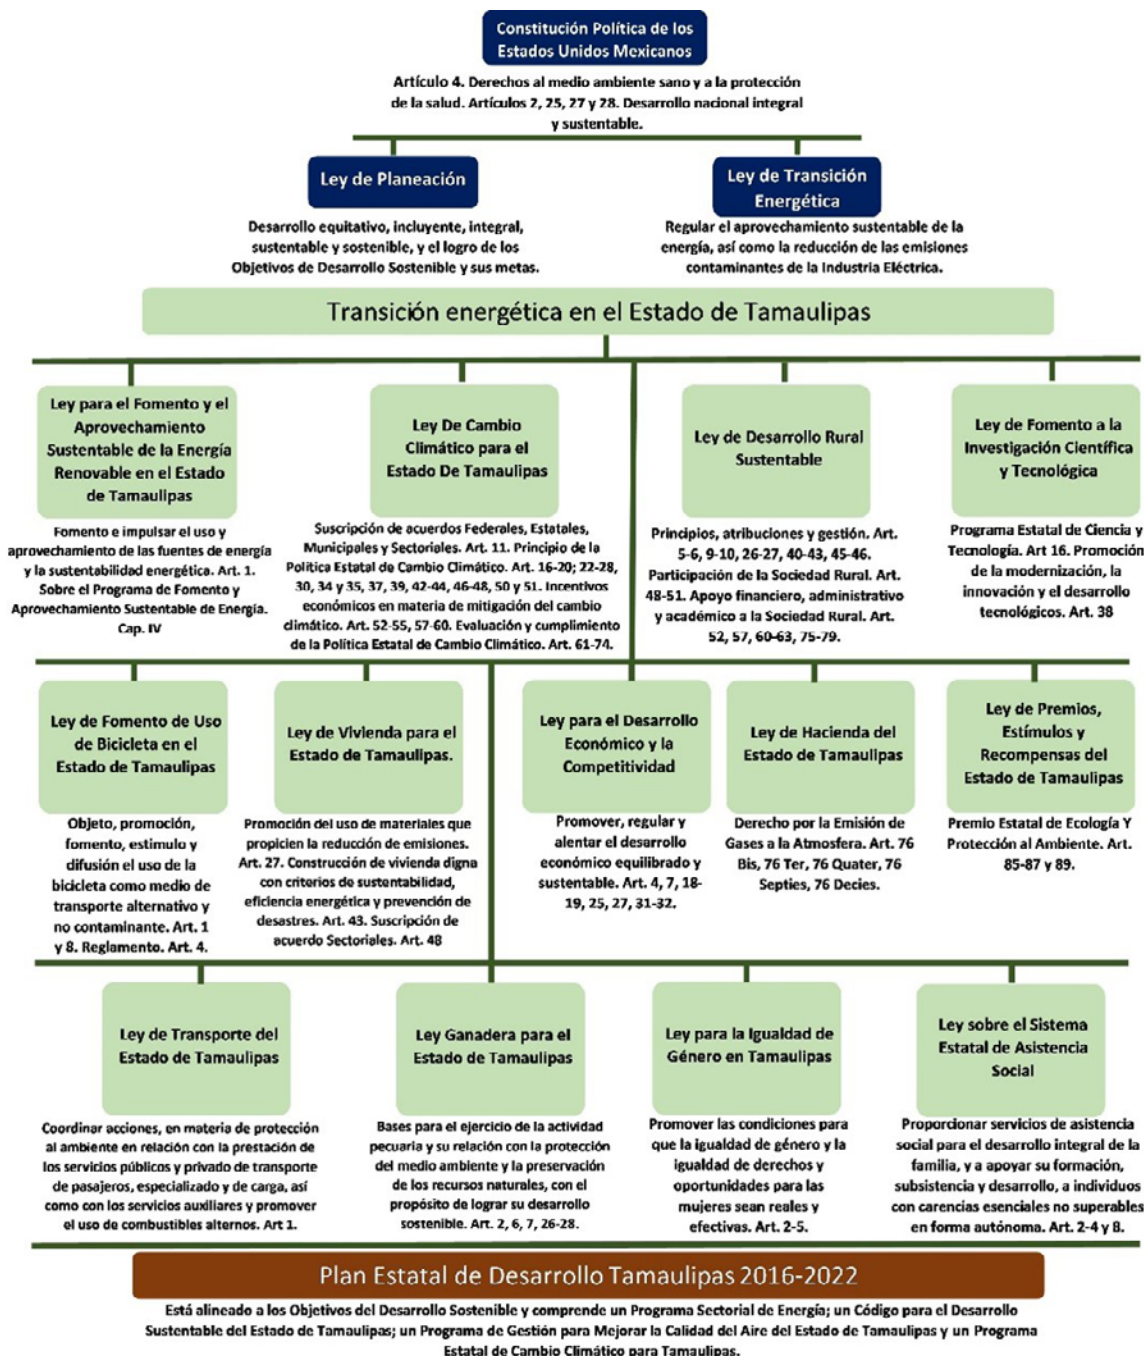 Constitución Política de los
Estados Unidos Mexicanos
Artículo 4. Derechos al medio ambiente sano y a la protección
de la salud. Artículos 2, 25, 27 y 28. Desarrollo nacional integral
y sustentable.
Ley de Planeación
Desarrollo equitativo, incluyente, integral,
sustentable y sostenible, y el logro de los
Objetivos de Desarrollo Sostenible y sus metas.
Ley de Transición
Energética
Regular el aprovechamiento sustentable de la
energía, así como la reducción de las emisiones
contaminantes de la Industria Eléctrica.
Transición energética en el Estado de Tamaulipas
Ley para el Fomento y el
Aprovechamiento
Sustentable de la Energía
Renovable en el Estado
de Tamaulipas
Fomento e impulsar el uso y
aprovechamiento de las fuentes de energía
y la sustentabilidad energética. Art. 1.
Sobre el Programa de Fomento y
Aprovechamiento Sustentable de Energía.
Cap. IV
Ley De Cambio
Climático para el
Estado De Tamaulipas
Suscripción de acuerdos Federales, Estatales,
Municipales y Sectoriales. Art. 11. Principio de la
Política Estatal de Cambio Climático. Art. 16-20; 22-28,
30, 34 y 35, 37, 39, 42-44, 46-48, 50 y 51. Incentivos
económicos en materia de mitigación del cambio
climático. Art. 52-55, 57-60. Evaluación y cumplimiento
de la Política Estatal de Cambio Climático. Art. 61-74.
Ley de Desarrollo Rural
Sustentable
Principios, atribuciones y gestión. Art.
5-6, 9-10, 26-27, 40-43, 45-46.
Participación de la Sociedad Rural. Art.
48-51. Apoyo financiero, administrativo
y académico a la Sociedad Rural. Art.
52, 57, 60-63, 75-79.
Ley de Fomento a la
Investigación Científica
y Tecnológica
Programa Estatal de Ciencia y
Tecnología. Art 16. Promoción
de la modernización, la
innovación y el desarrollo
tecnológicos. Art. 38
Ley de Fomento de Uso
de Bicicleta en el
Estado de Tamaulipas
Objeto, promoción,
fomento, estimulo y
difusión el uso de la
bicicleta como medio de
transporte alternativo y
no contaminante. Art. 1
y 8. Reglamento. Art. 4.
Ley de Vivienda para el
Estado de Tamaulipas.
Promoción del uso de materiales que
propicien la reducción de emisiones.
Art. 27. Construcción de vivienda digna
con criterios de sustentabilidad,
eficiencia energética y prevención de
desastres. Art. 43. Suscripción de
acuerdo Sectoriales. Art. 48
Ley para el Desarrollo
Económico y la
Competitividad
Promover, regular y
alentar el desarrollo
económico equilibrado y
sustentable. Art. 4, 7, 18-
19, 25, 27, 31-32.
Ley de Hacienda del
Estado de Tamaulipas
Derecho por la Emisión de
Gases a la Atmosfera. Art. 76
Bis, 76 Ter, 76 Quater, 76
Septies, 76 Decies.
Ley de Premios,
Estímulos y
Recompensas del
Estado de Tamaulipas
Premio Estatal de Ecología Y
Protección al Ambiente. Art.
85-87 y 89.
Ley de Transporte del
Estado de Tamaulipas
Coordinar acciones, en materia de protección
al ambiente en relación con la prestación de
los servicios públicos y privado de transporte
de pasajeros, especializado y de carga, así
como con los servicios auxiliares y promover
el uso de combustibles alternos. Art 1.
Ley Ganadera para el
Estado de Tamaulipas
Bases para el ejercicio de la actividad
pecuaria y su relación con la protección
del medio ambiente y la preservación
de los recursos naturales, con el
propósito de lograr su desarrollo
sostenible. Art. 2, 6, 7, 26-28.
Ley para la Igualdad de
Género en Tamaulipas
Promover las condiciones para
que la igualdad de género y la
igualdad de derechos y
oportunidades para las
mujeres sean reales y
efectivas. Art. 2-5.
Ley sobre el Sistema
Estatal de Asistencia
Social
Proporcionar servicios de asistencia
social para el desarrollo integral de la
familia, y a apoyar su formación,
subsistencia y desarrollo, a individuos
con carencias esenciales no superables
en forma autónoma. Art. 2-4 y 8.
Plan Estatal de Desarrollo Tamaulipas 2016-2022
Está alineado a los Objetivos del Desarrollo Sostenible y comprende un Programa Sectorial de Energía; un Código para el Desarrollo
Sustentable del Estado de Tamaulipas; un Programa de Gestión para Mejorar la Calidad del Aire del Estado de Tamaulipas y un Programa
Estatal de Cambio Climático para Tamaulipas.